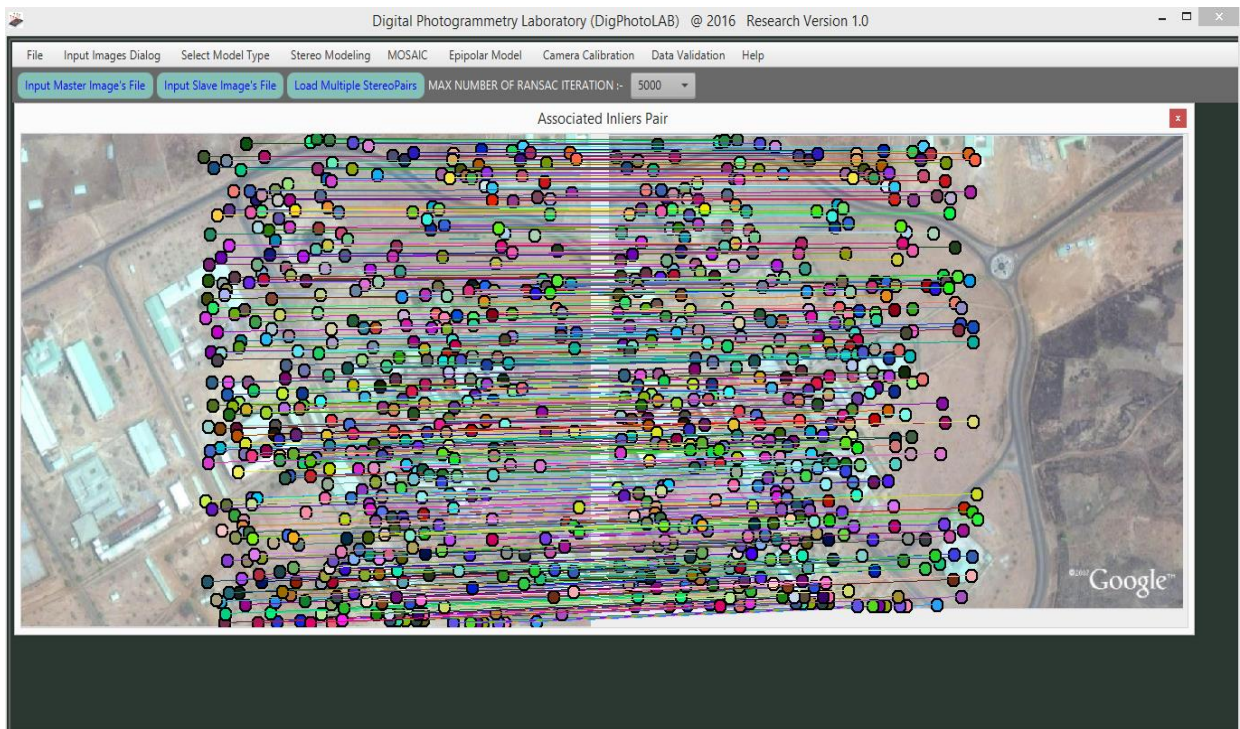 Digital Photogrammetry Laboratory (DigPhotoLAB) @ 2016 Research Version 1.0
File Input Images Dialog Select Model Type Stereo Modeling MOSAIC Epipolar Model Camera Calibration Data Validation Help
Input Master Image's File Input Slave Image's File Load Multiple StereoPairs MAX NUMBER OF RANSAC ITERATION :- 5000
Associated Inliers Pair
Google™